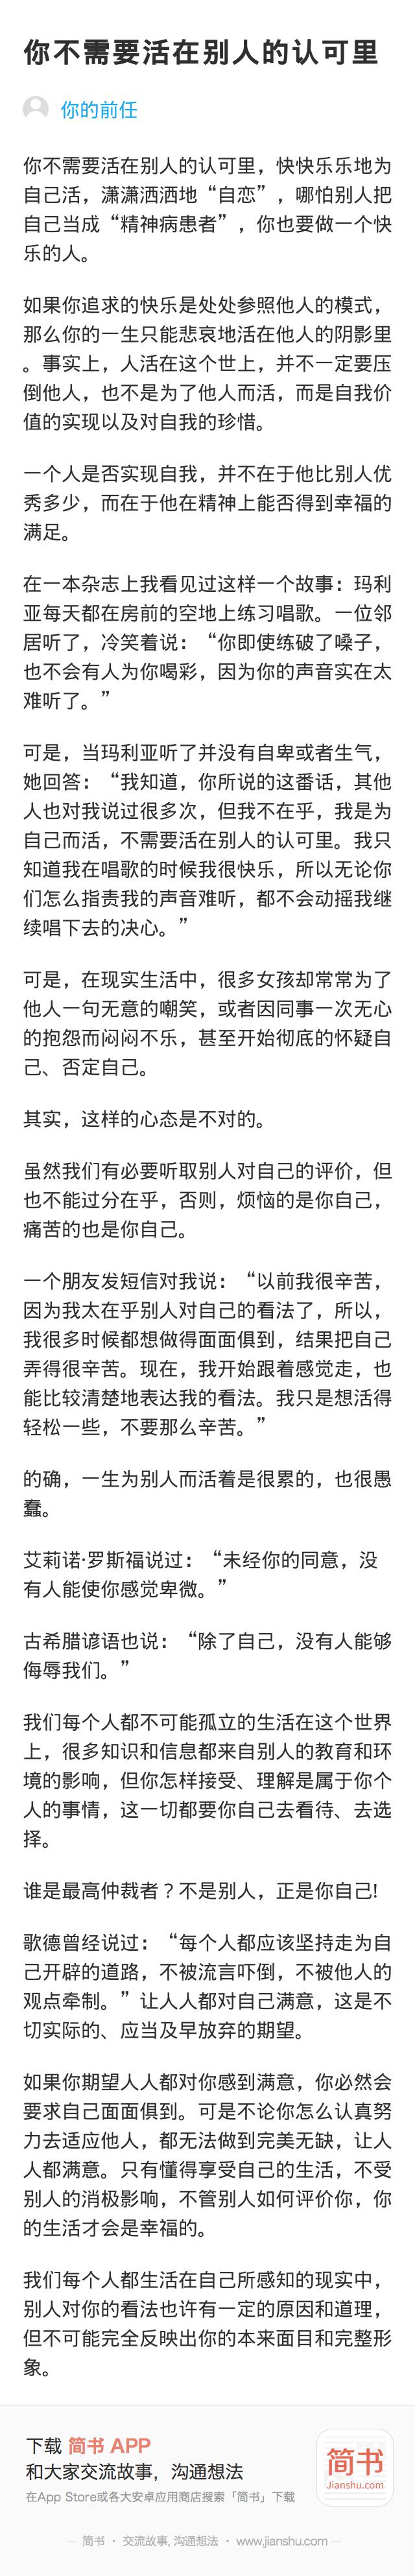 你不需要活在别人的认可里
你的前任
你不需要活在别人的认可里，快快乐乐地为
自己活，潇潇洒洒地“自恋”，哪怕别人把
自己当成“精神病患者”，你也要做一个快
乐的人。
如果你追求的快乐是处处参照他人的模式，
那么你的一生只能悲哀地活在他人的阴影里
。事实上，人活在这个世上，并不一定要压
倒他人，也不是为了他人而活，而是自我价
值的实现以及对自我的珍惜。
一个人是否实现自我，并不在于他比别人优
秀多少，而在于他在精神上能否得到幸福的
满足。
在一本杂志上我看见过这样一个故事：玛利
亚每天都在房前的空地上练习唱歌。一位邻
居听了，冷笑着说：“你即使练破了嗓子，
也不会有人为你喝彩，因为你的声音实在太
难听了。”
可是，当玛利亚听了并没有自卑或者生气，
她回答：“我知道，你所说的这番话，其他
人也对我说过很多次，但我不在乎，我是为
自己而活，不需要活在别人的认可里。我只
知道我在唱歌的时候我很快乐，所以无论你
们怎么指责我的声音难听，都不会动摇我继
续唱下去的决心。”
可是，在现实生活中，很多女孩却常常为了
他人一句无意的嘲笑，或者因同事一次无心
的抱怨而闷闷不乐，甚至开始彻底的怀疑自
己、否定自己。
其实，这样的心态是不对的。
虽然我们有必要听取别人对自己的评价，但
也不能过分在乎，否则，烦恼的是你自己，
痛苦的也是你自己。
一个朋友发短信对我说：“以前我很辛苦，
因为我太在乎别人对自己的看法了，所以，
我很多时候都想做得面面俱到，结果把自己
弄得很辛苦。现在，我开始跟着感觉走，也
能比较清楚地表达我的看法。我只是想活得
轻松一些，不要那么辛苦。”
的确，一生为别人而活着是很累的，也很愚
蠢。
艾莉诺·罗斯福说过：“未经你的同意，没
有人能使你感觉卑微。”
古希腊谚语也说：“除了自己，没有人能够
侮辱我们。”
我们每个人都不可能孤立的生活在这个世界
上，很多知识和信息都来自别人的教育和环
境的影响，但你怎样接受、理解是属于你个
人的事情，这一切都要你自己去看待、去选
择。
谁是最高仲裁者？不是别人，正是你自己!
歌德曾经说过：“每个人都应该坚持走为自
己开辟的道路，不被流言吓倒，不被他人的
观点牵制。”让人人都对自己满意，这是不
切实际的、应当及早放弃的期望。
如果你期望人人都对你感到满意，你必然会
要求自己面面俱到。可是不论你怎么认真努
力去适应他人，都无法做到完美无缺，让人
人都满意。只有懂得享受自己的生活，不受
别人的消极影响，不管别人如何评价你，你
的生活才会是幸福的。
我们每个人都生活在自己所感知的现实中，
别人对你的看法也许有一定的原因和道理，
但不可能完全反映出你的本来面目和完整形
象。
下载 简书 APP
和大家交流故事，沟通想法
在App Store或各大安卓应用商店搜索「简书」下载
简书
Jianshu.com
— 简书 · 交流故事, 沟通想法 · www.jianshu.com —